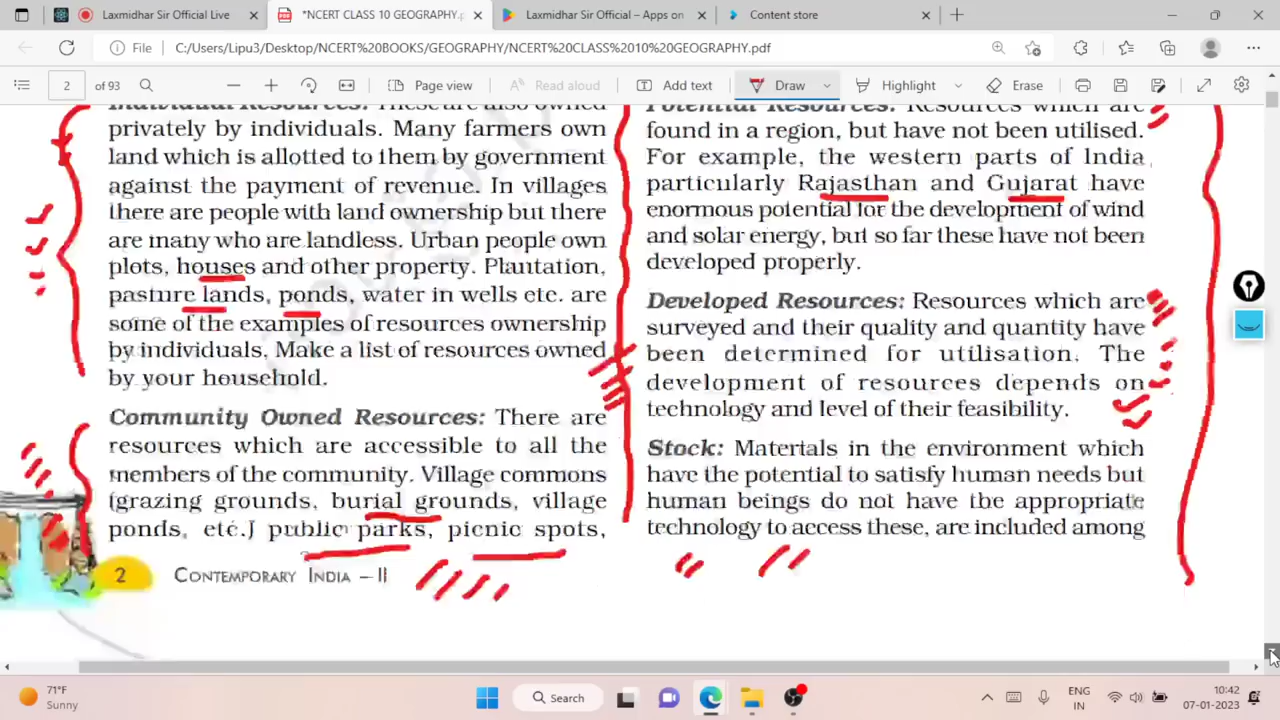 Laxmidhar Sir Official Live
*NCERT CLASS 10 GEOGRAPHY.p
Laxmidhar Sir Official – Apps on
Content store
File
C:/Users/Lipu3/Desktop/NCERT%20BOOKS/GEOGRAPHY/NCERT%20CLASS%2010%20GEOGRAPHY.pdf
2 of 93
Page view
Read aloud
Add text
Draw
Highlight
Erase
Individual Resources: These are also owned
privately by individuals. Many farmers own
land which is allotted to them by government
against the payment of revenue. In villages
there are people with land ownership but there
are many who are landless. Urban people own
plots, houses and other property. Plantation,
pasture lands, ponds, water in wells etc. are
some of the examples of resources ownership
by individuals. Make a list of resources owned
by your household.
Community Owned Resources: There are
resources which are accessible to all the
members of the community. Village commons
(grazing grounds, burial grounds, village
ponds, etc.) public parks, picnic spots,
2 CONTEMPORARY INDIA – II
Potential Resources: Resources which are
found in a region, but have not been utilised.
For example, the western parts of India
particularly Rajasthan and Gujarat have
enormous potential for the development of wind
and solar energy, but so far these have not been
developed properly.
Developed Resources: Resources which are
surveyed and their quality and quantity have
been determined for utilisation. The
development of resources depends on
technology and level of their feasibility.
Stock: Materials in the environment which
have the potential to satisfy human needs but
human beings do not have the appropriate
technology to access these, are included among
71°F
Sunny
Search
ENG
IN
10:42
07-01-2023